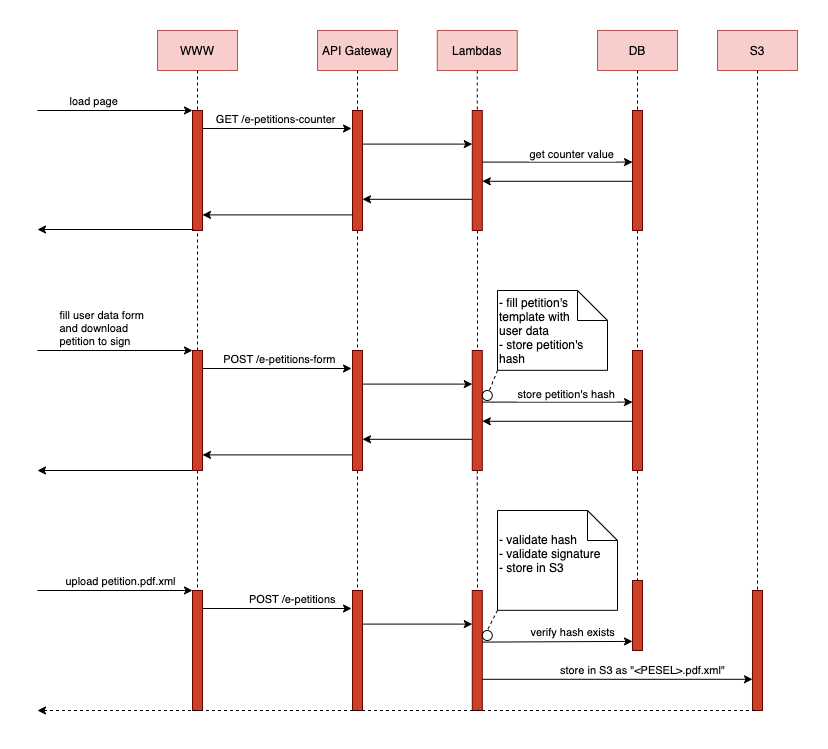 WWW
API Gateway
Lambdas
DB
S3
load page
GET /e-petitions-counter
get counter value
fill user data form
and download
petition to sign
- fill petition's
template with
user data
- store petition's
hash
POST /e-petitions-form
store petition's hash
- validate hash
- validate signature
- store in S3
upload petition.pdf.xml
POST /e-petitions
verify hash exists
store in S3 as "<PESEL>.pdf.xml"